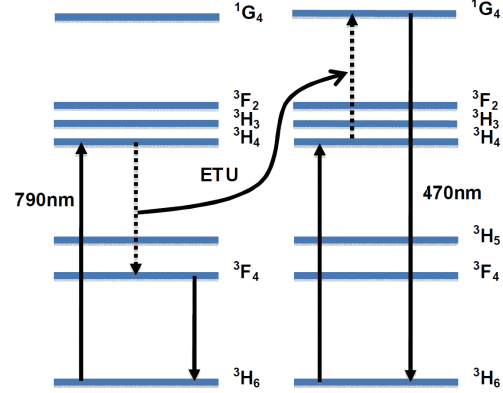 ¹G₄ ¹G₄
³F₂ ³F₂
³H₃ ³H₃
³H₄ ³H₄
ETU
790nm 470nm
³H₅
³F₄ ³F₄
³H₆ ³H₆